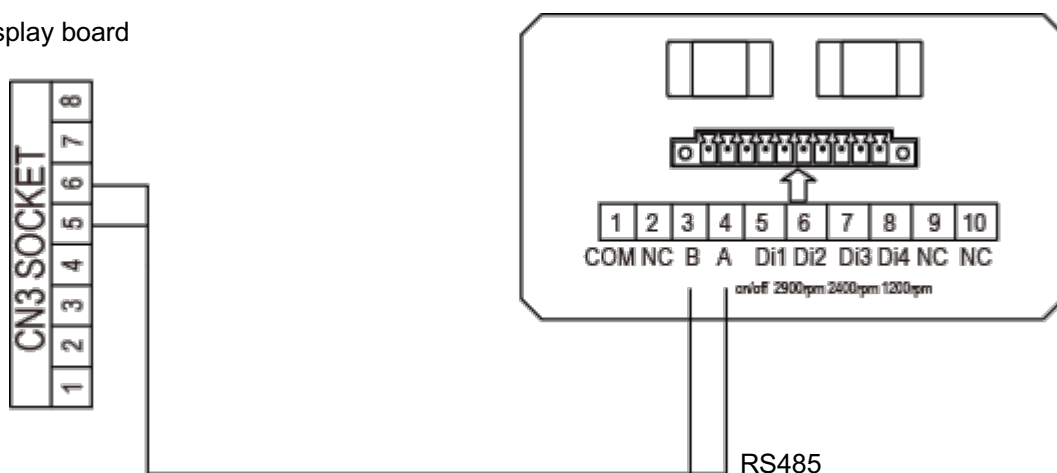 splay board
CN3 SOCKET
8
7
6
5
4
3
2
1
1 2 3 4 5 6 7 8 9 10
COM NC B A Di1 Di2 Di3 Di4 NC NC
on/off 2900rpm 2400rpm 1200rpm
RS485